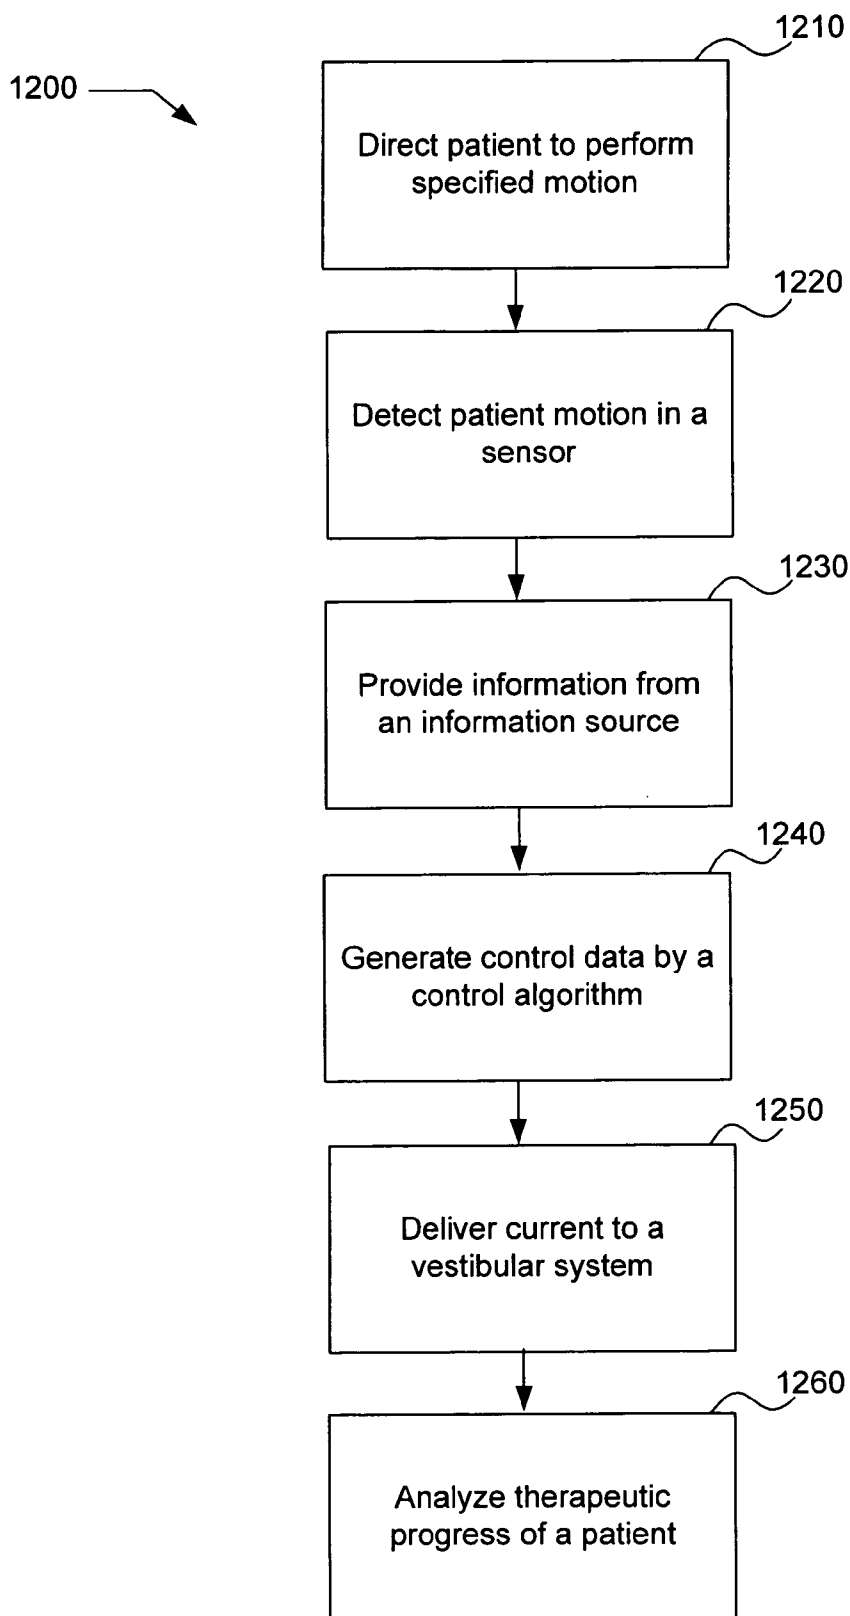 1210
1200
Direct patient to perform
specified motion
1220
Detect patient motion in a
sensor
1230
Provide information from
an information source
1240
Generate control data by a
control algorithm
1250
Deliver current to a
vestibular system
1260
Analyze therapeutic
progress of a patient